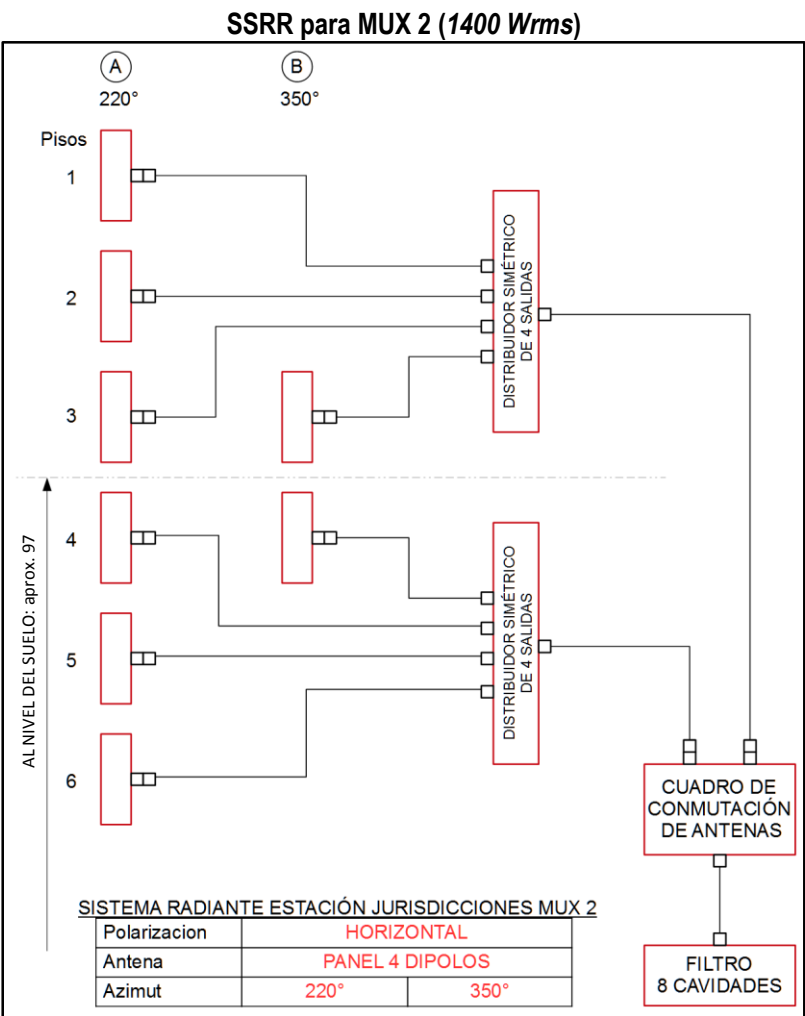 SSRR para MUX 2 (1400 Wrms)
A B
220° 350°
Pisos
1
2
3
DISTRIBUIDOR SIMÉTRICO
DE 4 SALIDAS
AL NIVEL DEL SUELO: aprox. 97
4
5
6
DISTRIBUIDOR SIMÉTRICO
DE 4 SALIDAS
CUADRO DE
CONMUTACIÓN
DE ANTENAS
FILTRO
8 CAVIDADES
SISTEMA RADIANTE ESTACIÓN JURISDICCIONES MUX 2
Polarizacion HORIZONTAL
Antena PANEL 4 DIPOLOS
Azimut 220° 350°